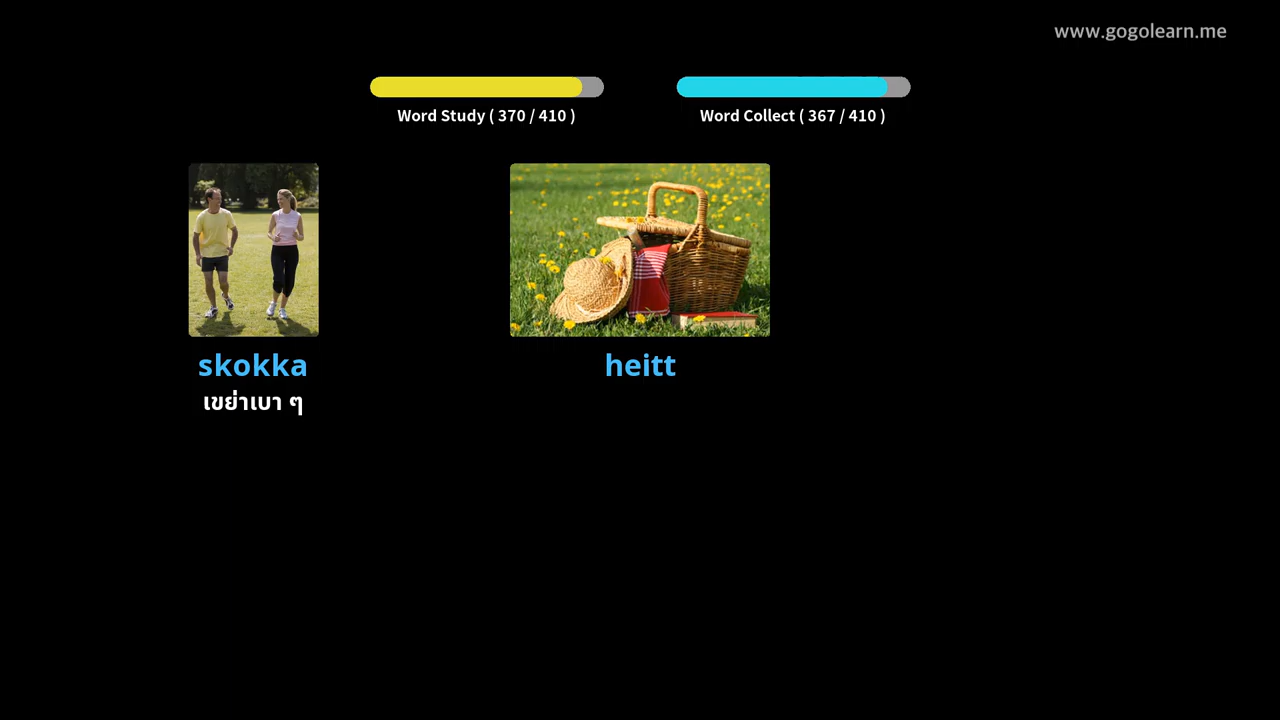 www.gogolearn.me
Word Study ( 370 / 410 )
Word Collect ( 367 / 410 )
skokka
เขย่าเบา ๆ
heitt